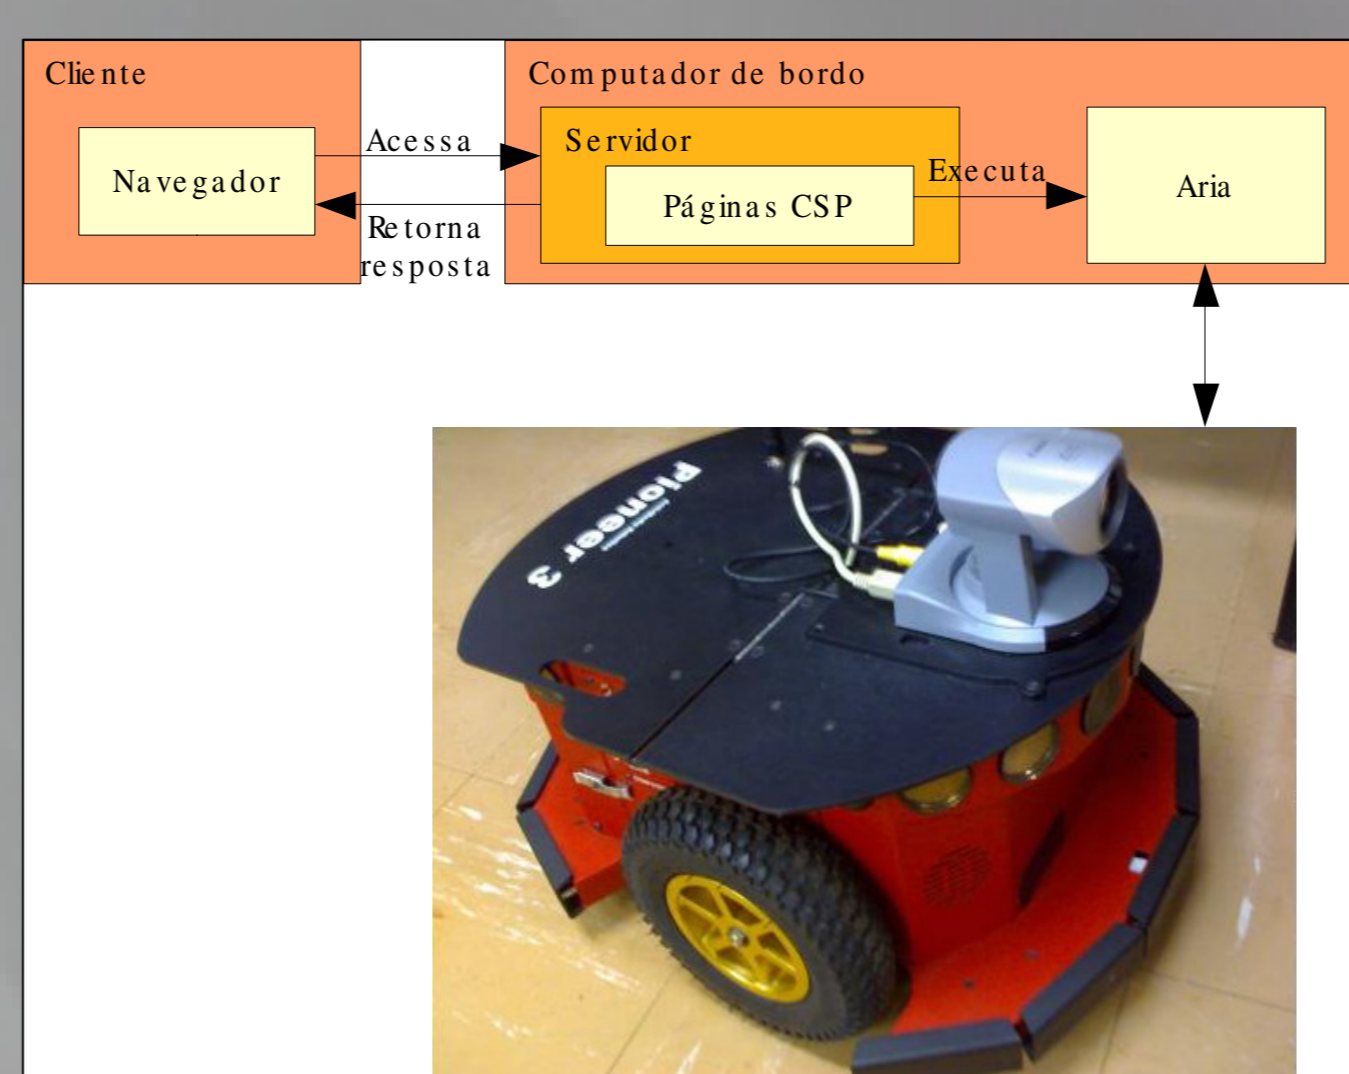 Cliente
Computador de bordo
Navegador
Acessa
Retorna
resposta
Servidor
Páginas CSP
Executa
Aria
Pioneer 3